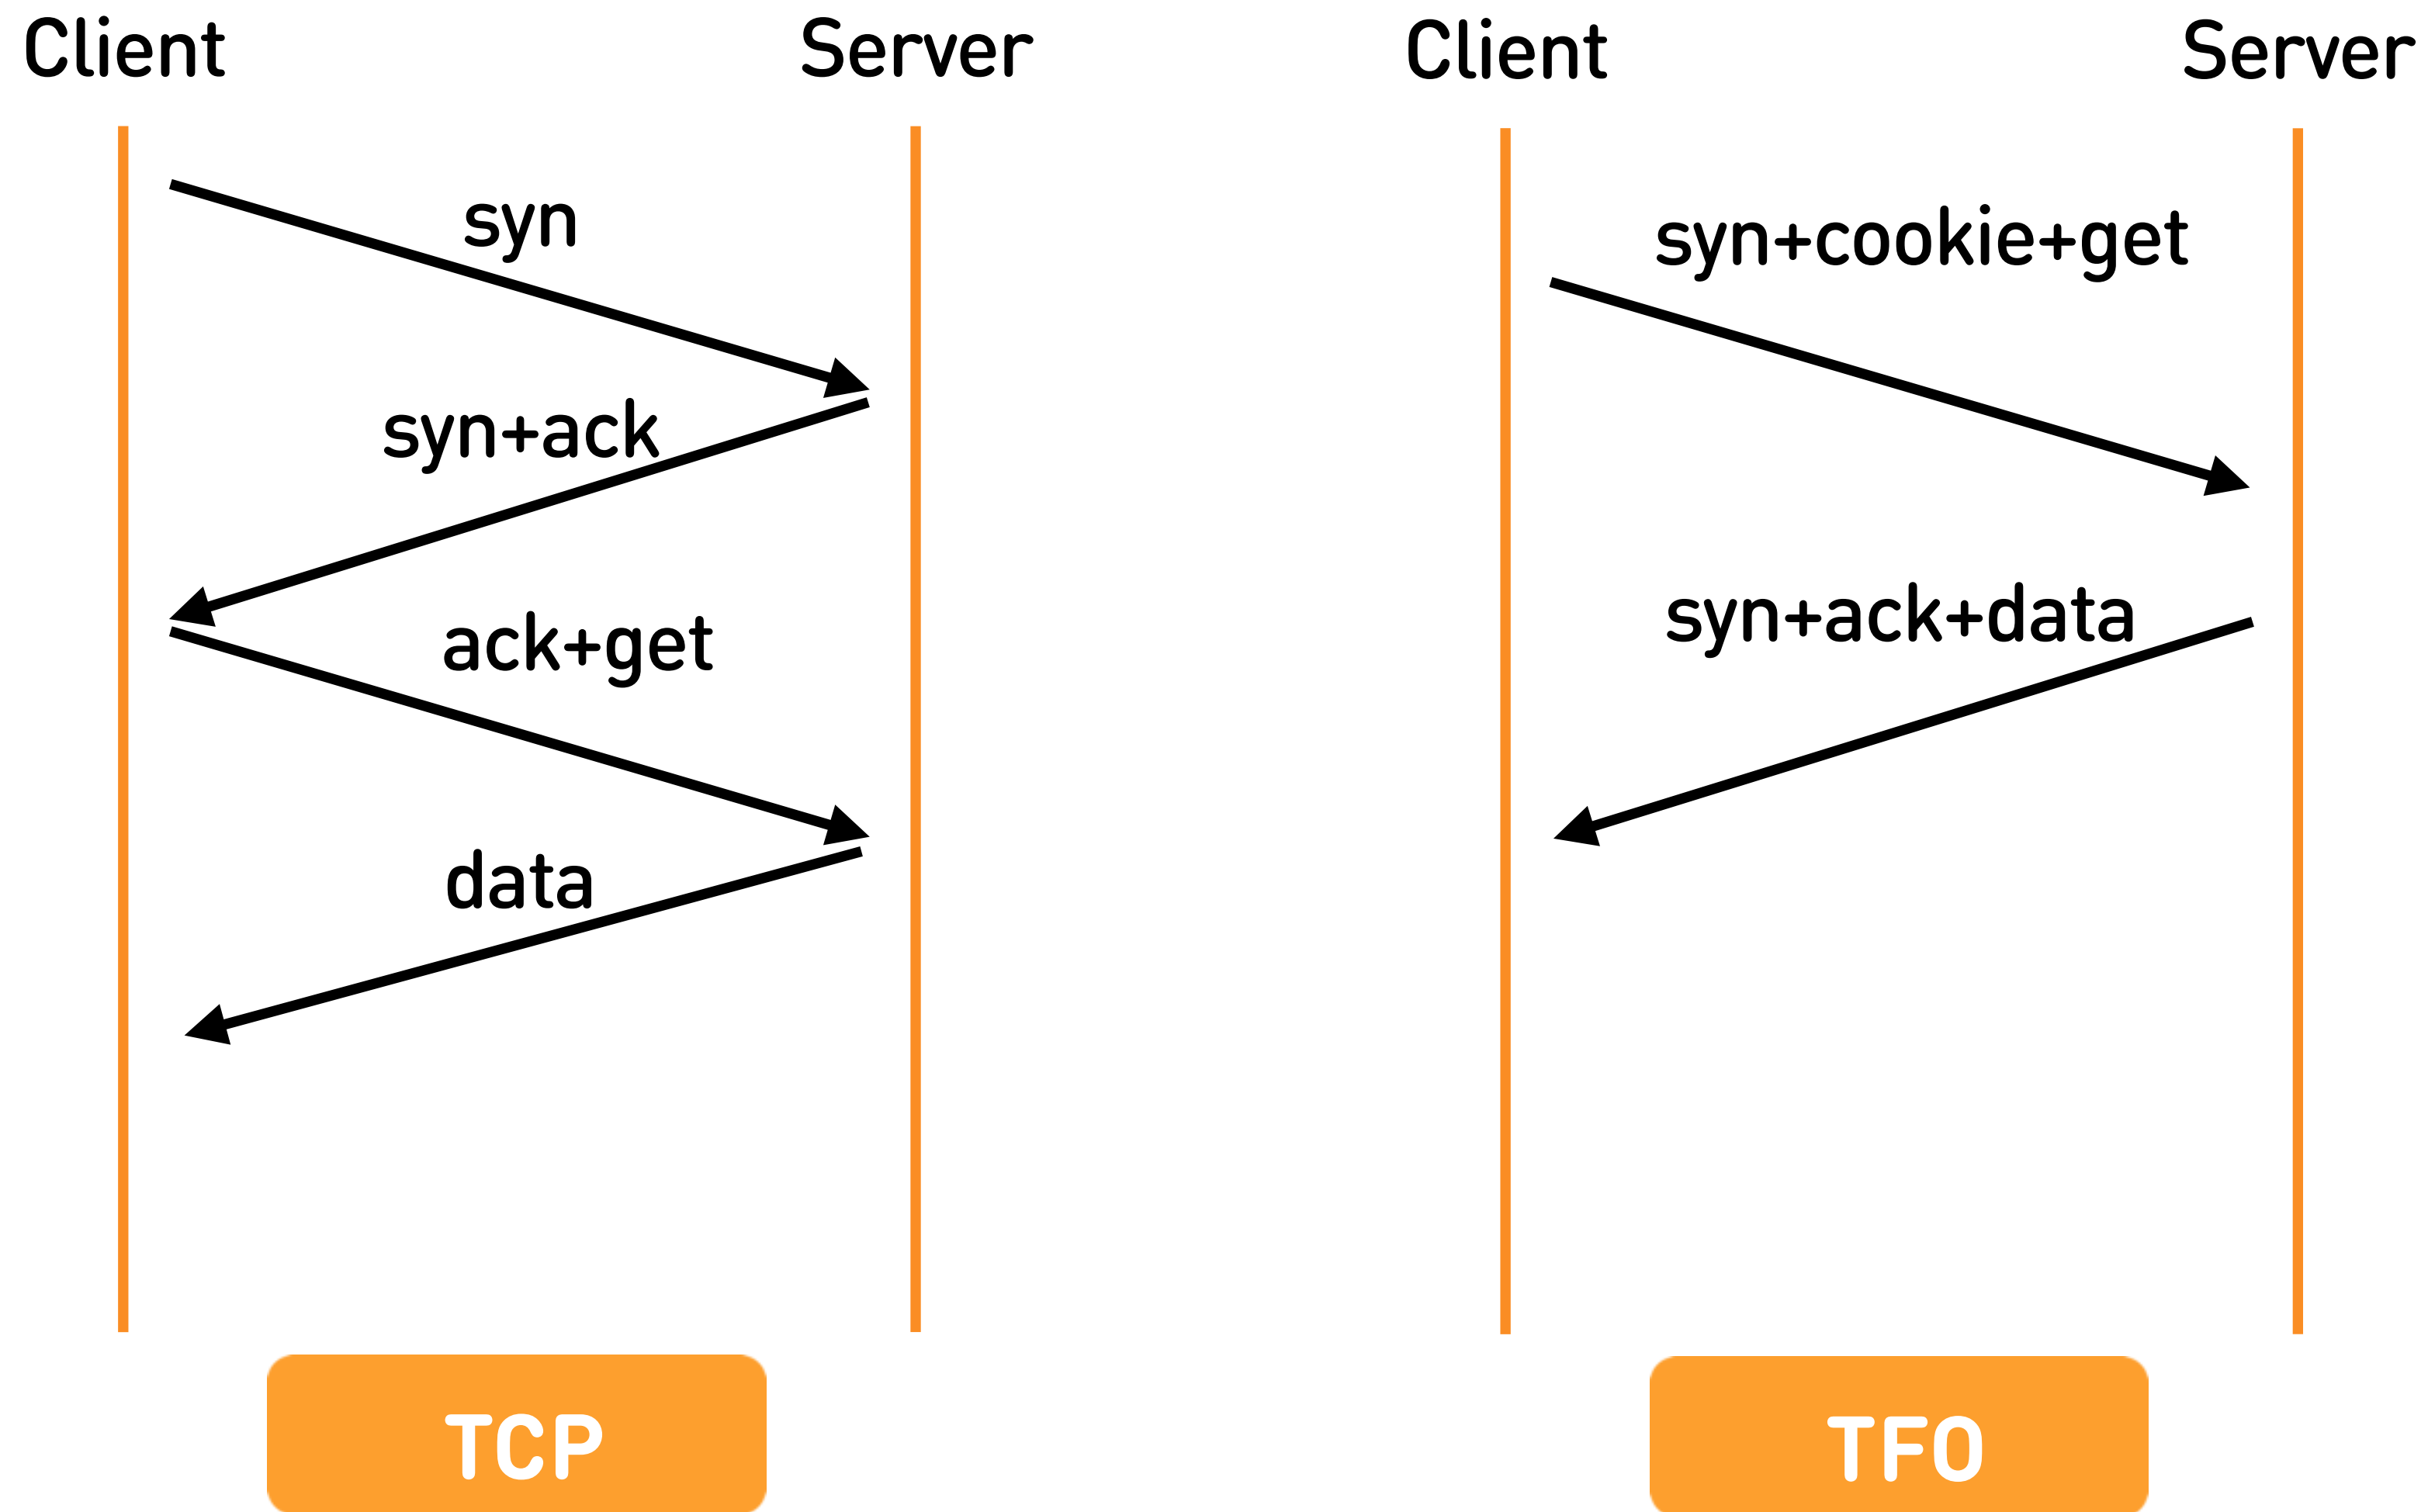 Client
Server
syn
syn+ack
ack+get
data
TCP
Client
Server
syn+cookie+get
syn+ack+data
TFO